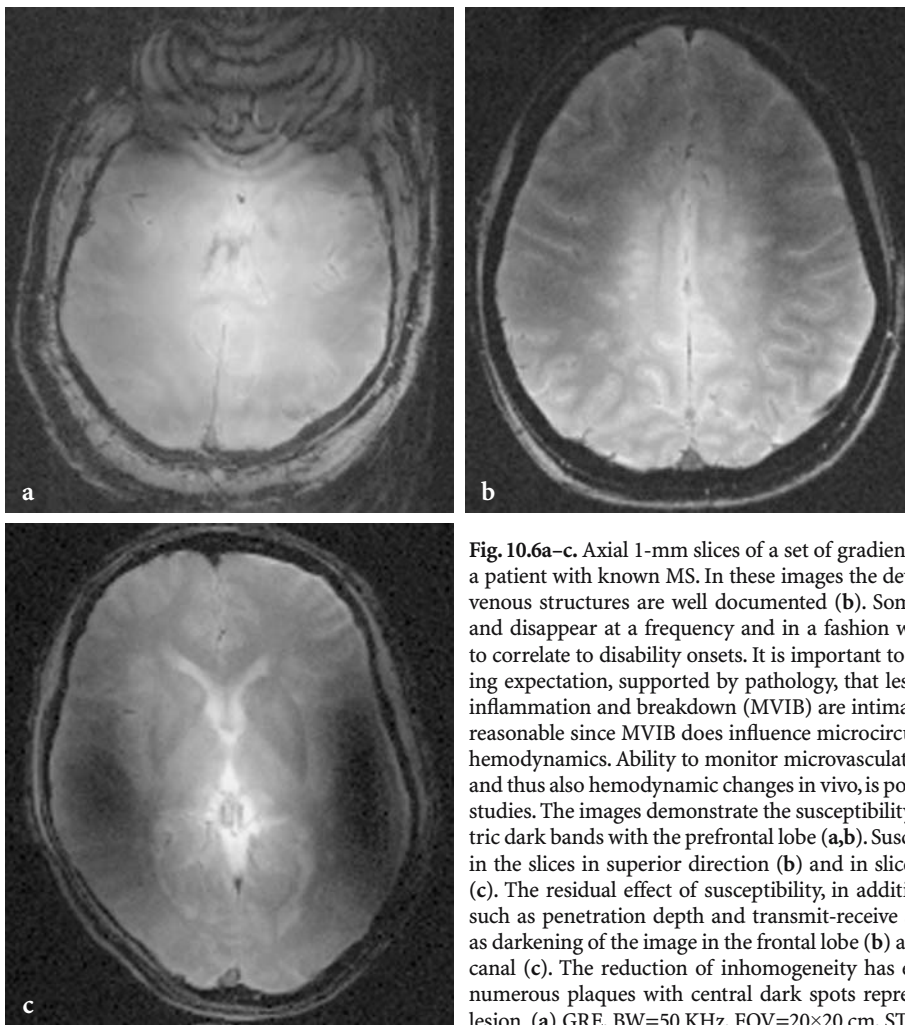 a
b
c
Fig. 10.6a–c. Axial 1-mm slices of a set of gradien
a patient with known MS. In these images the de
venous structures are well documented (b). Som
and disappear at a frequency and in a fashion w
to correlate to disability onsets. It is important to
ing expectation, supported by pathology, that les
inflammation and breakdown (MVIB) are intima
reasonable since MVIB does influence microcircu
hemodynamics. Ability to monitor microvasculat
and thus also hemodynamic changes in vivo, is po
studies. The images demonstrate the susceptibility
tric dark bands with the prefrontal lobe (a,b). Susc
in the slices in superior direction (b) and in slice
(c). The residual effect of susceptibility, in additi
such as penetration depth and transmit-receive
as darkening of the image in the frontal lobe (b) a
canal (c). The reduction of inhomogeneity has e
numerous plaques with central dark spots repre
lesion. (a) GRE, BW=50 KHz, FOV=20×20 cm, ST